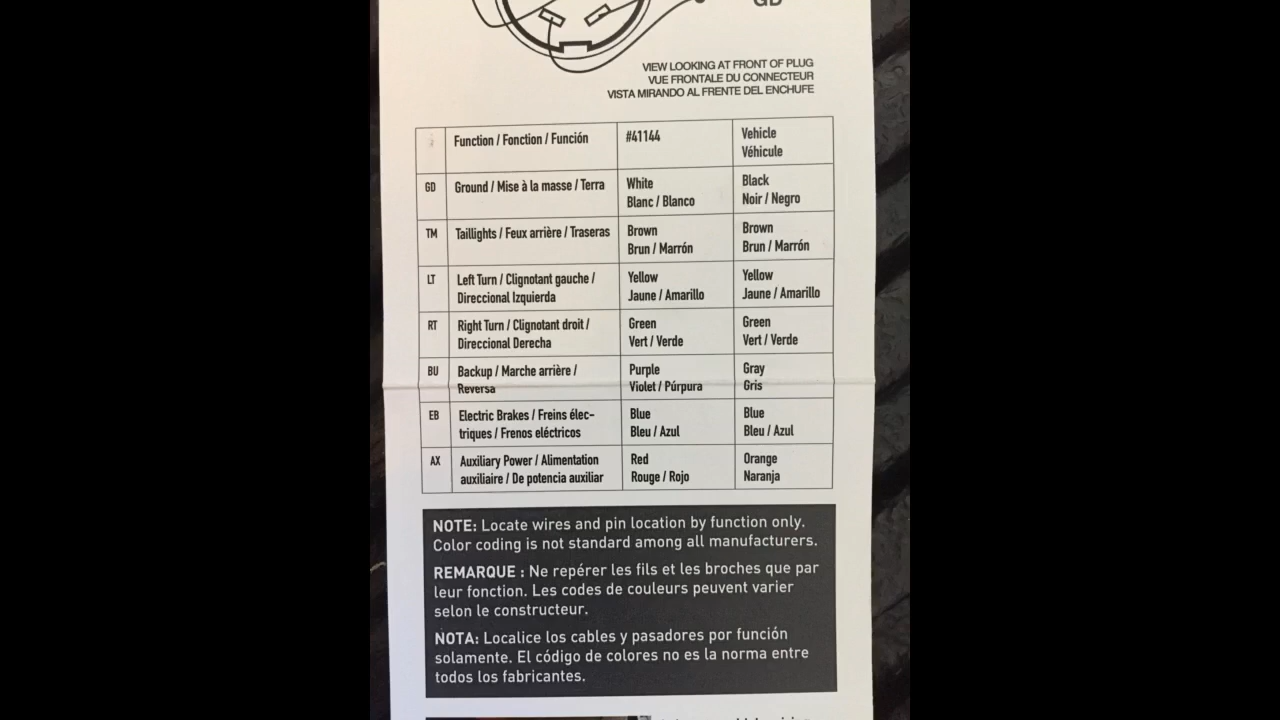 GD
VIEW LOOKING AT FRONT OF PLUG
VUE FRONTALE DU CONNECTEUR
VISTA MIRANDO AL FRENTE DEL ENCHUFE
Function / Fonction / Función #41144 Vehicle
Véhicule
GD Ground / Mise à la masse / Terra White Black
Blanc / Blanco Noir / Negro
TM Taillights / Feux arrière / Traseras Brown Brown
Brun / Marrón Brun / Marrón
LT Left Turn / Clignotant gauche / Yellow Yellow
Direccional Izquierda Jaune / Amarillo Jaune / Amarillo
RT Right Turn / Clignotant droit / Green Green
Direccional Derecha Vert / Verde Vert / Verde
BU Backup / Marche arrière / Purple Gray
Reversa Violet / Púrpura Gris
EB Electric Brakes / Freins élec- Blue Blue
triques / Frenos eléctricos Bleu / Azul Bleu / Azul
AX Auxiliary Power / Alimentation Red Orange
auxiliaire / De potencia auxiliar Rouge / Rojo Naranja
NOTE: Locate wires and pin location by function only.
Color coding is not standard among all manufacturers.
REMARQUE : Ne repérer les fils et les broches que par
leur fonction. Les codes de couleurs peuvent varier
selon le constructeur.
NOTA: Localice los cables y pasadores por función
solamente. El código de colores no es la norma entre
todos los fabricantes.